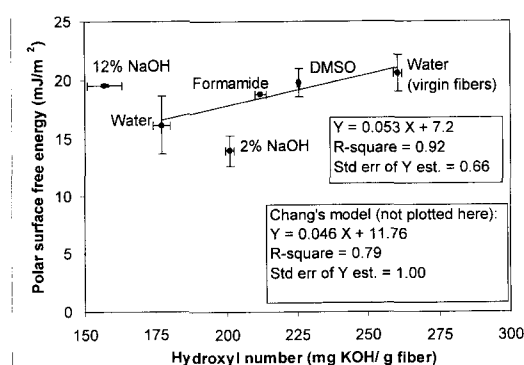 Polar surface free energy (mJ/m²)
25
20
15
10
5
0
12% NaOH
Water
Formamide
DMSO
Water
(virgin fibers)
2% NaOH
Y = 0.053 X + 7.2
R-square = 0.92
Std err of Y est. = 0.66
Chang's model (not plotted here):
Y = 0.046 X + 11.76
R-square = 0.79
Std err of Y est. = 1.00
150
200
250
300
Hydroxyl number (mg KOH/ g fiber)